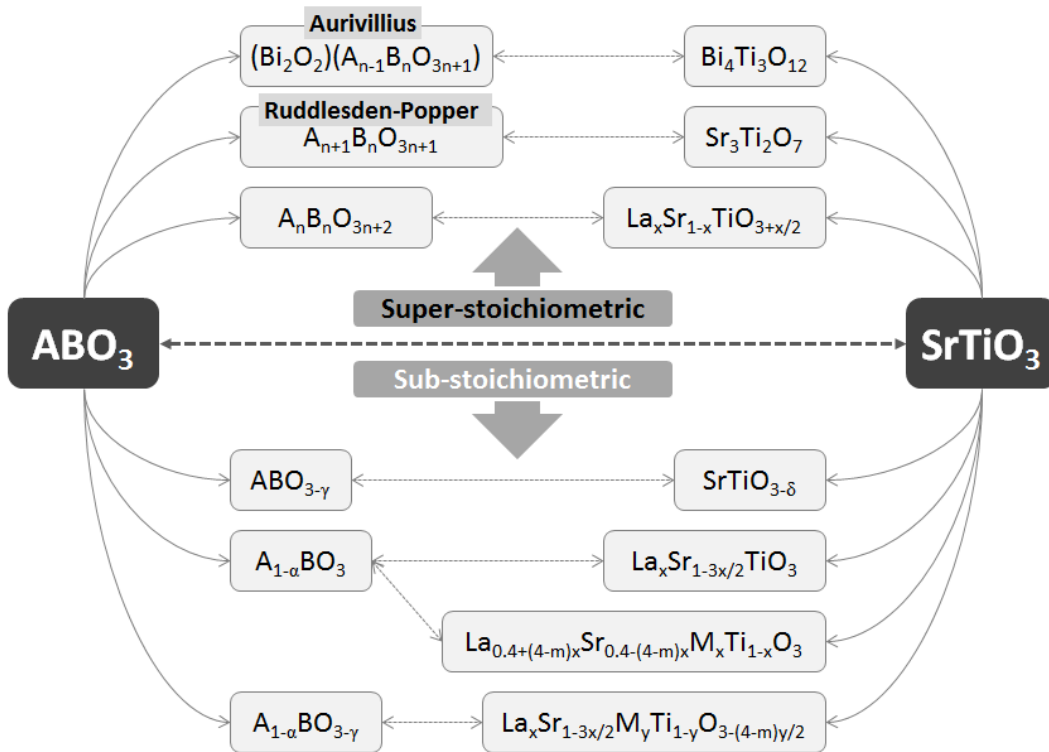 Aurivillius
(Bi₂O₂)(Aₙ₋₁BₙO₃ₙ₊₁)
Bi₄Ti₃O₁₂
Ruddlesden-Popper
Aₙ₊₁BₙO₃ₙ₊₁
Sr₃Ti₂O₇
AₙBₙO₃ₙ₊₂
LaₓSr₁₋ₓTiO₃₊ₓ/₂
Super-stoichiometric
ABO₃
SrTiO₃
Sub-stoichiometric
ABO₃₋ᵧ
SrTiO₃₋δ
A₁₋αBO₃
LaₓSr₁₋₃ₓ/₂TiO₃
La₀.₄₊₍₄₋ₘ₎ₓSr₀.₄₋₍₄₋ₘ₎ₓMₓTi₁₋ₓO₃
A₁₋αBO₃₋ᵧ
LaₓSr₁₋₃ₓ/₂MyTi₁₋yO₃₋₍₄₋ₘ₎y/₂